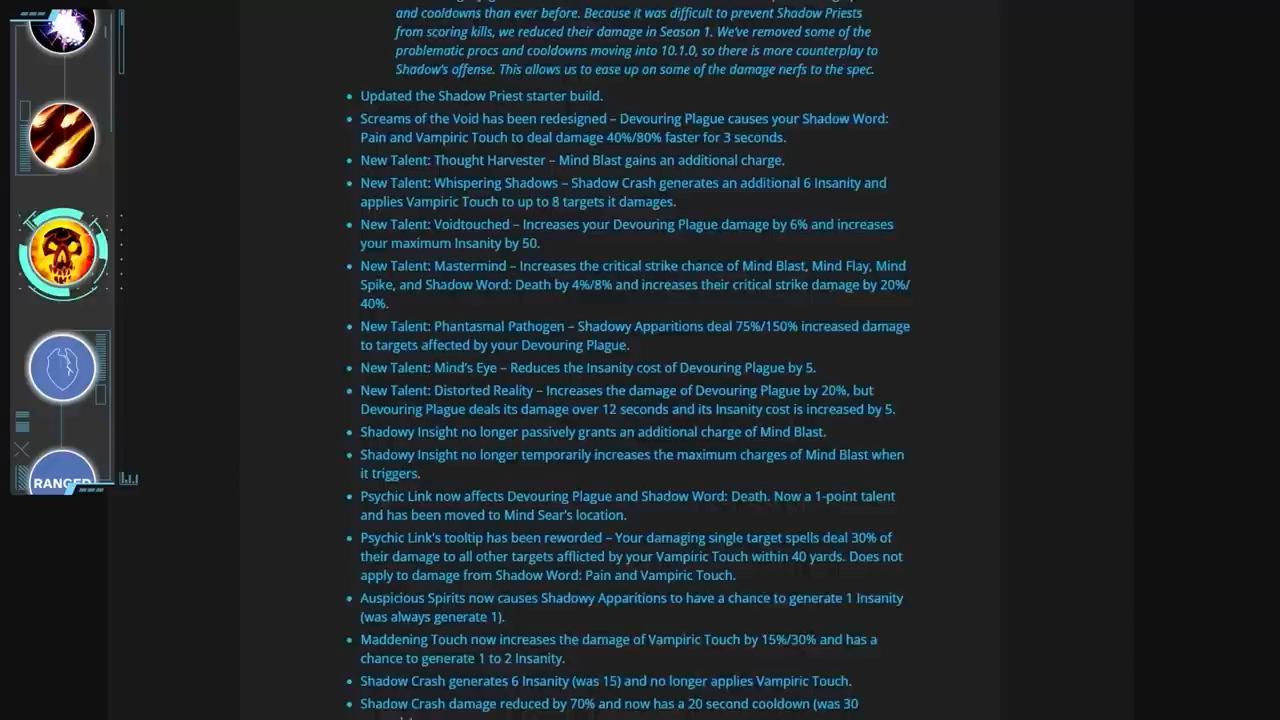 and cooldowns than ever before. Because it was difficult to prevent Shadow Priests
from scoring kills, we reduced their damage in Season 1. We've removed some of the
problematic procs and cooldowns moving into 10.1.0, so there is more counterplay to
Shadow's offense. This allows us to ease up on some of the damage nerfs to the spec.
• Updated the Shadow Priest starter build.
• Screams of the Void has been redesigned – Devouring Plague causes your Shadow Word:
Pain and Vampiric Touch to deal damage 40%/80% faster for 3 seconds.
• New Talent: Thought Harvester – Mind Blast gains an additional charge.
• New Talent: Whispering Shadows – Shadow Crash generates an additional 6 Insanity and
applies Vampiric Touch to up to 8 targets it damages.
• New Talent: Voidtouched – Increases your Devouring Plague damage by 6% and increases
your maximum Insanity by 50.
• New Talent: Mastermind – Increases the critical strike chance of Mind Blast, Mind Flay, Mind
Spike, and Shadow Word: Death by 4%/8% and increases their critical strike damage by 20%/
40%.
• New Talent: Phantasmal Pathogen – Shadowy Apparitions deal 75%/150% increased damage
to targets affected by your Devouring Plague.
• New Talent: Mind's Eye – Reduces the Insanity cost of Devouring Plague by 5.
• New Talent: Distorted Reality – Increases the damage of Devouring Plague by 20%, but
Devouring Plague deals its damage over 12 seconds and its Insanity cost is increased by 5.
• Shadowy Insight no longer passively grants an additional charge of Mind Blast.
• Shadowy Insight no longer temporarily increases the maximum charges of Mind Blast when
it triggers.
• Psychic Link now affects Devouring Plague and Shadow Word: Death. Now a 1-point talent
and has been moved to Mind Sear's location.
• Psychic Link's tooltip has been reworded – Your damaging single target spells deal 30% of
their damage to all other targets afflicted by your Vampiric Touch within 40 yards. Does not
apply to damage from Shadow Word: Pain and Vampiric Touch.
• Auspicious Spirits now causes Shadowy Apparitions to have a chance to generate 1 Insanity
(was always generate 1).
• Maddening Touch now increases the damage of Vampiric Touch by 15%/30% and has a
chance to generate 1 to 2 Insanity.
• Shadow Crash generates 6 Insanity (was 15) and no longer applies Vampiric Touch.
• Shadow Crash damage reduced by 70% and now has a 20 second cooldown (was 30
RANGED